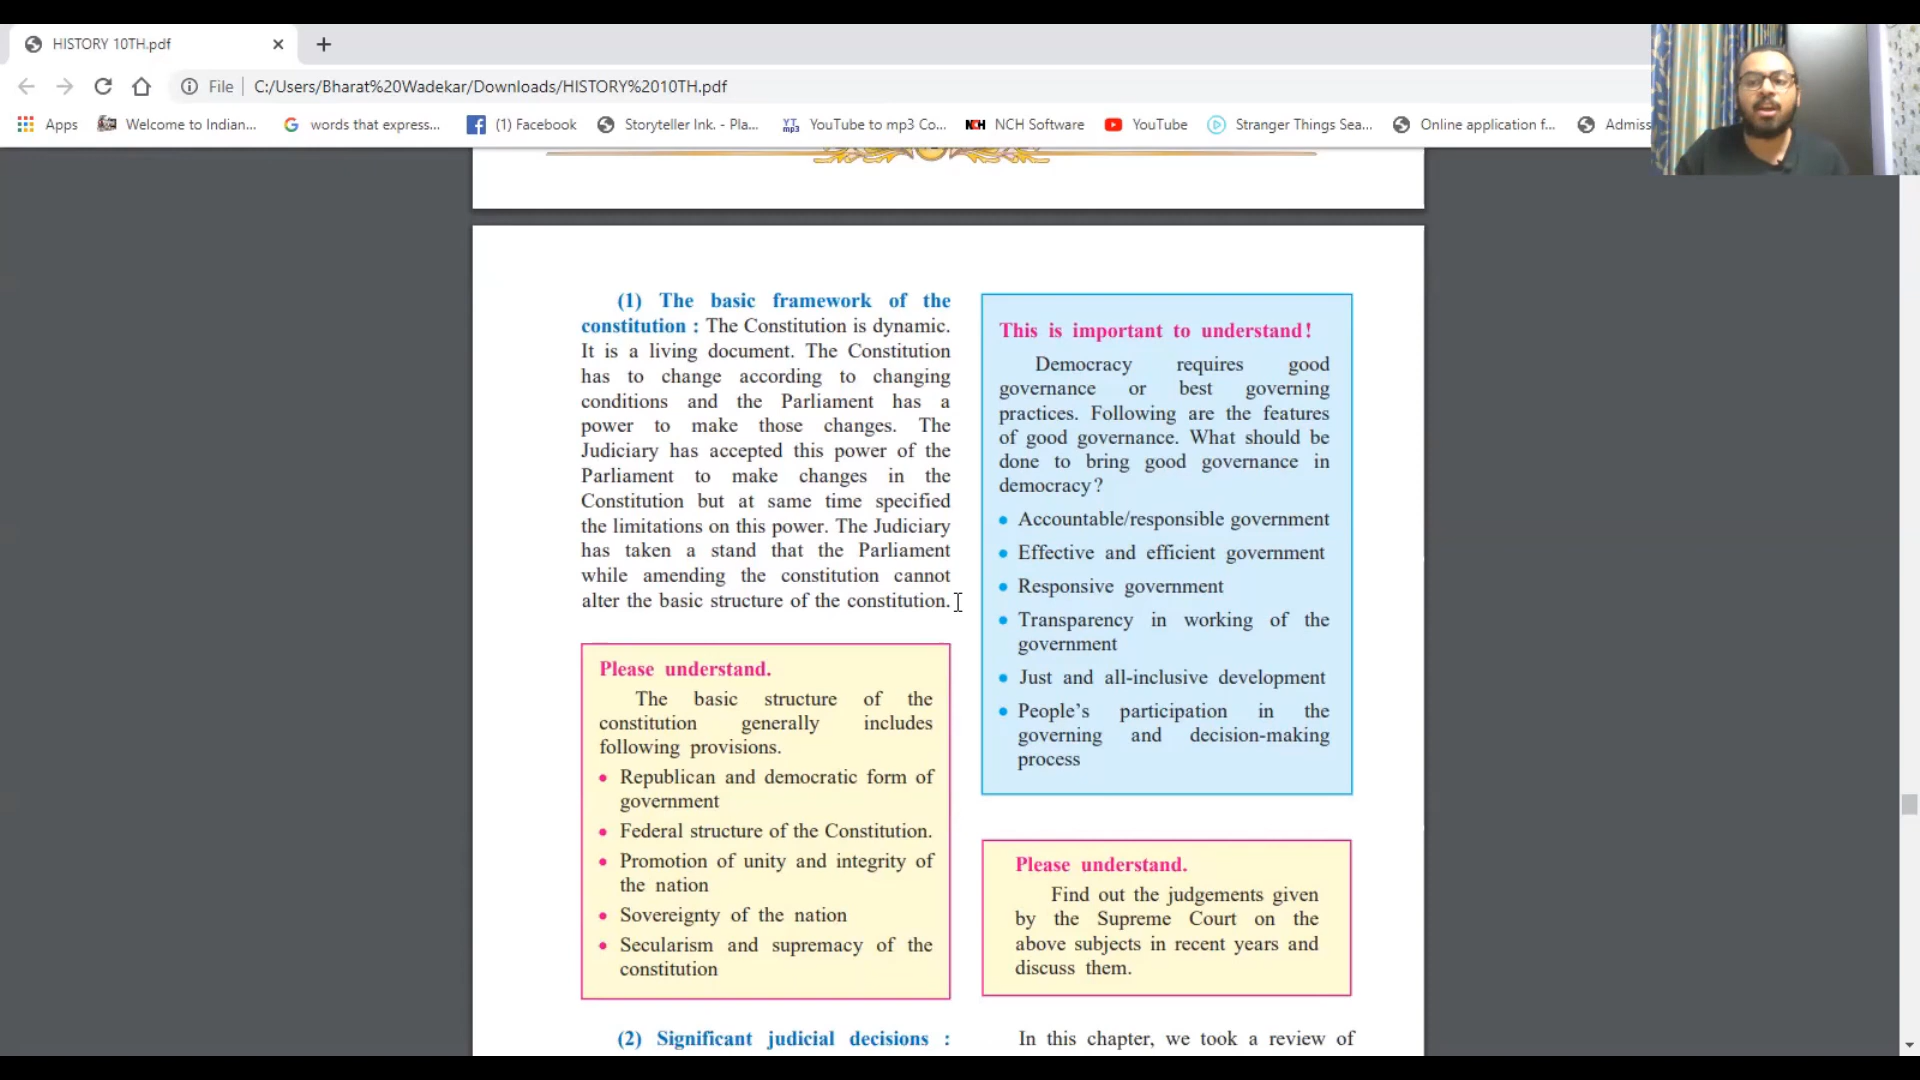 HISTORY 10TH.pdf
File
C:/Users/Bharat%20Wadekar/Downloads/HISTORY%2010TH.pdf
Apps
Welcome to Indian...
words that express...
(1) Facebook
Storyteller Ink. - Pla...
YouTube to mp3 Co...
NCH Software
YouTube
Stranger Things Sea...
Online application f...
Admiss
(1) The basic framework of the
constitution : The Constitution is dynamic.
It is a living document. The Constitution
has to change according to changing
conditions and the Parliament has a
power to make those changes. The
Judiciary has accepted this power of the
Parliament to make changes in the
Constitution but at same time specified
the limitations on this power. The Judiciary
has taken a stand that the Parliament
while amending the constitution cannot
alter the basic structure of the constitution.
Please understand.
The basic structure of the
constitution generally includes
following provisions.
• Republican and democratic form of
government
• Federal structure of the Constitution.
• Promotion of unity and integrity of
the nation
• Sovereignty of the nation
• Secularism and supremacy of the
constitution
(2) Significant judicial decisions :
This is important to understand!
Democracy requires good
governance or best governing
practices. Following are the features
of good governance. What should be
done to bring good governance in
democracy?
• Accountable/responsible government
• Effective and efficient government
• Responsive government
• Transparency in working of the
government
• Just and all-inclusive development
• People's participation in the
governing and decision-making
process
Please understand.
Find out the judgements given
by the Supreme Court on the
above subjects in recent years and
discuss them.
In this chapter, we took a review of